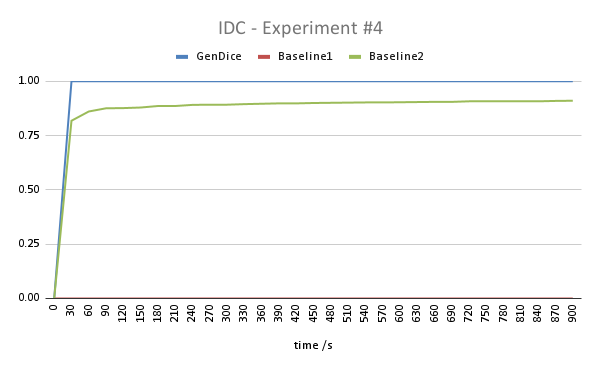 IDC - Experiment #4
GenDice Baseline1 Baseline2
1.00
0.75
0.50
0.25
0.00
0 30 60 90 120 150 180 210 240 270 300 330 360 390 420 450 480 510 540 570 600 630 660 690 720 750 780 810 840 870 900
time /s